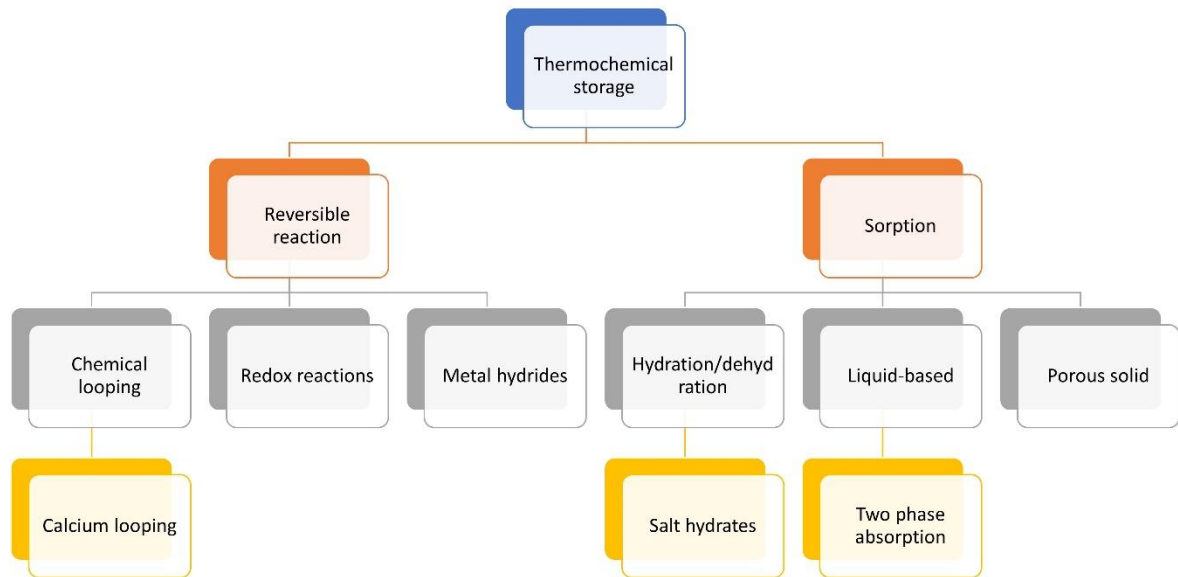 Thermochemical
storage
Reversible
reaction
Sorption
Chemical
looping
Redox reactions
Metal hydrides
Hydration/dehyd
ration
Liquid-based
Porous solid
Calcium looping
Salt hydrates
Two phase
absorption